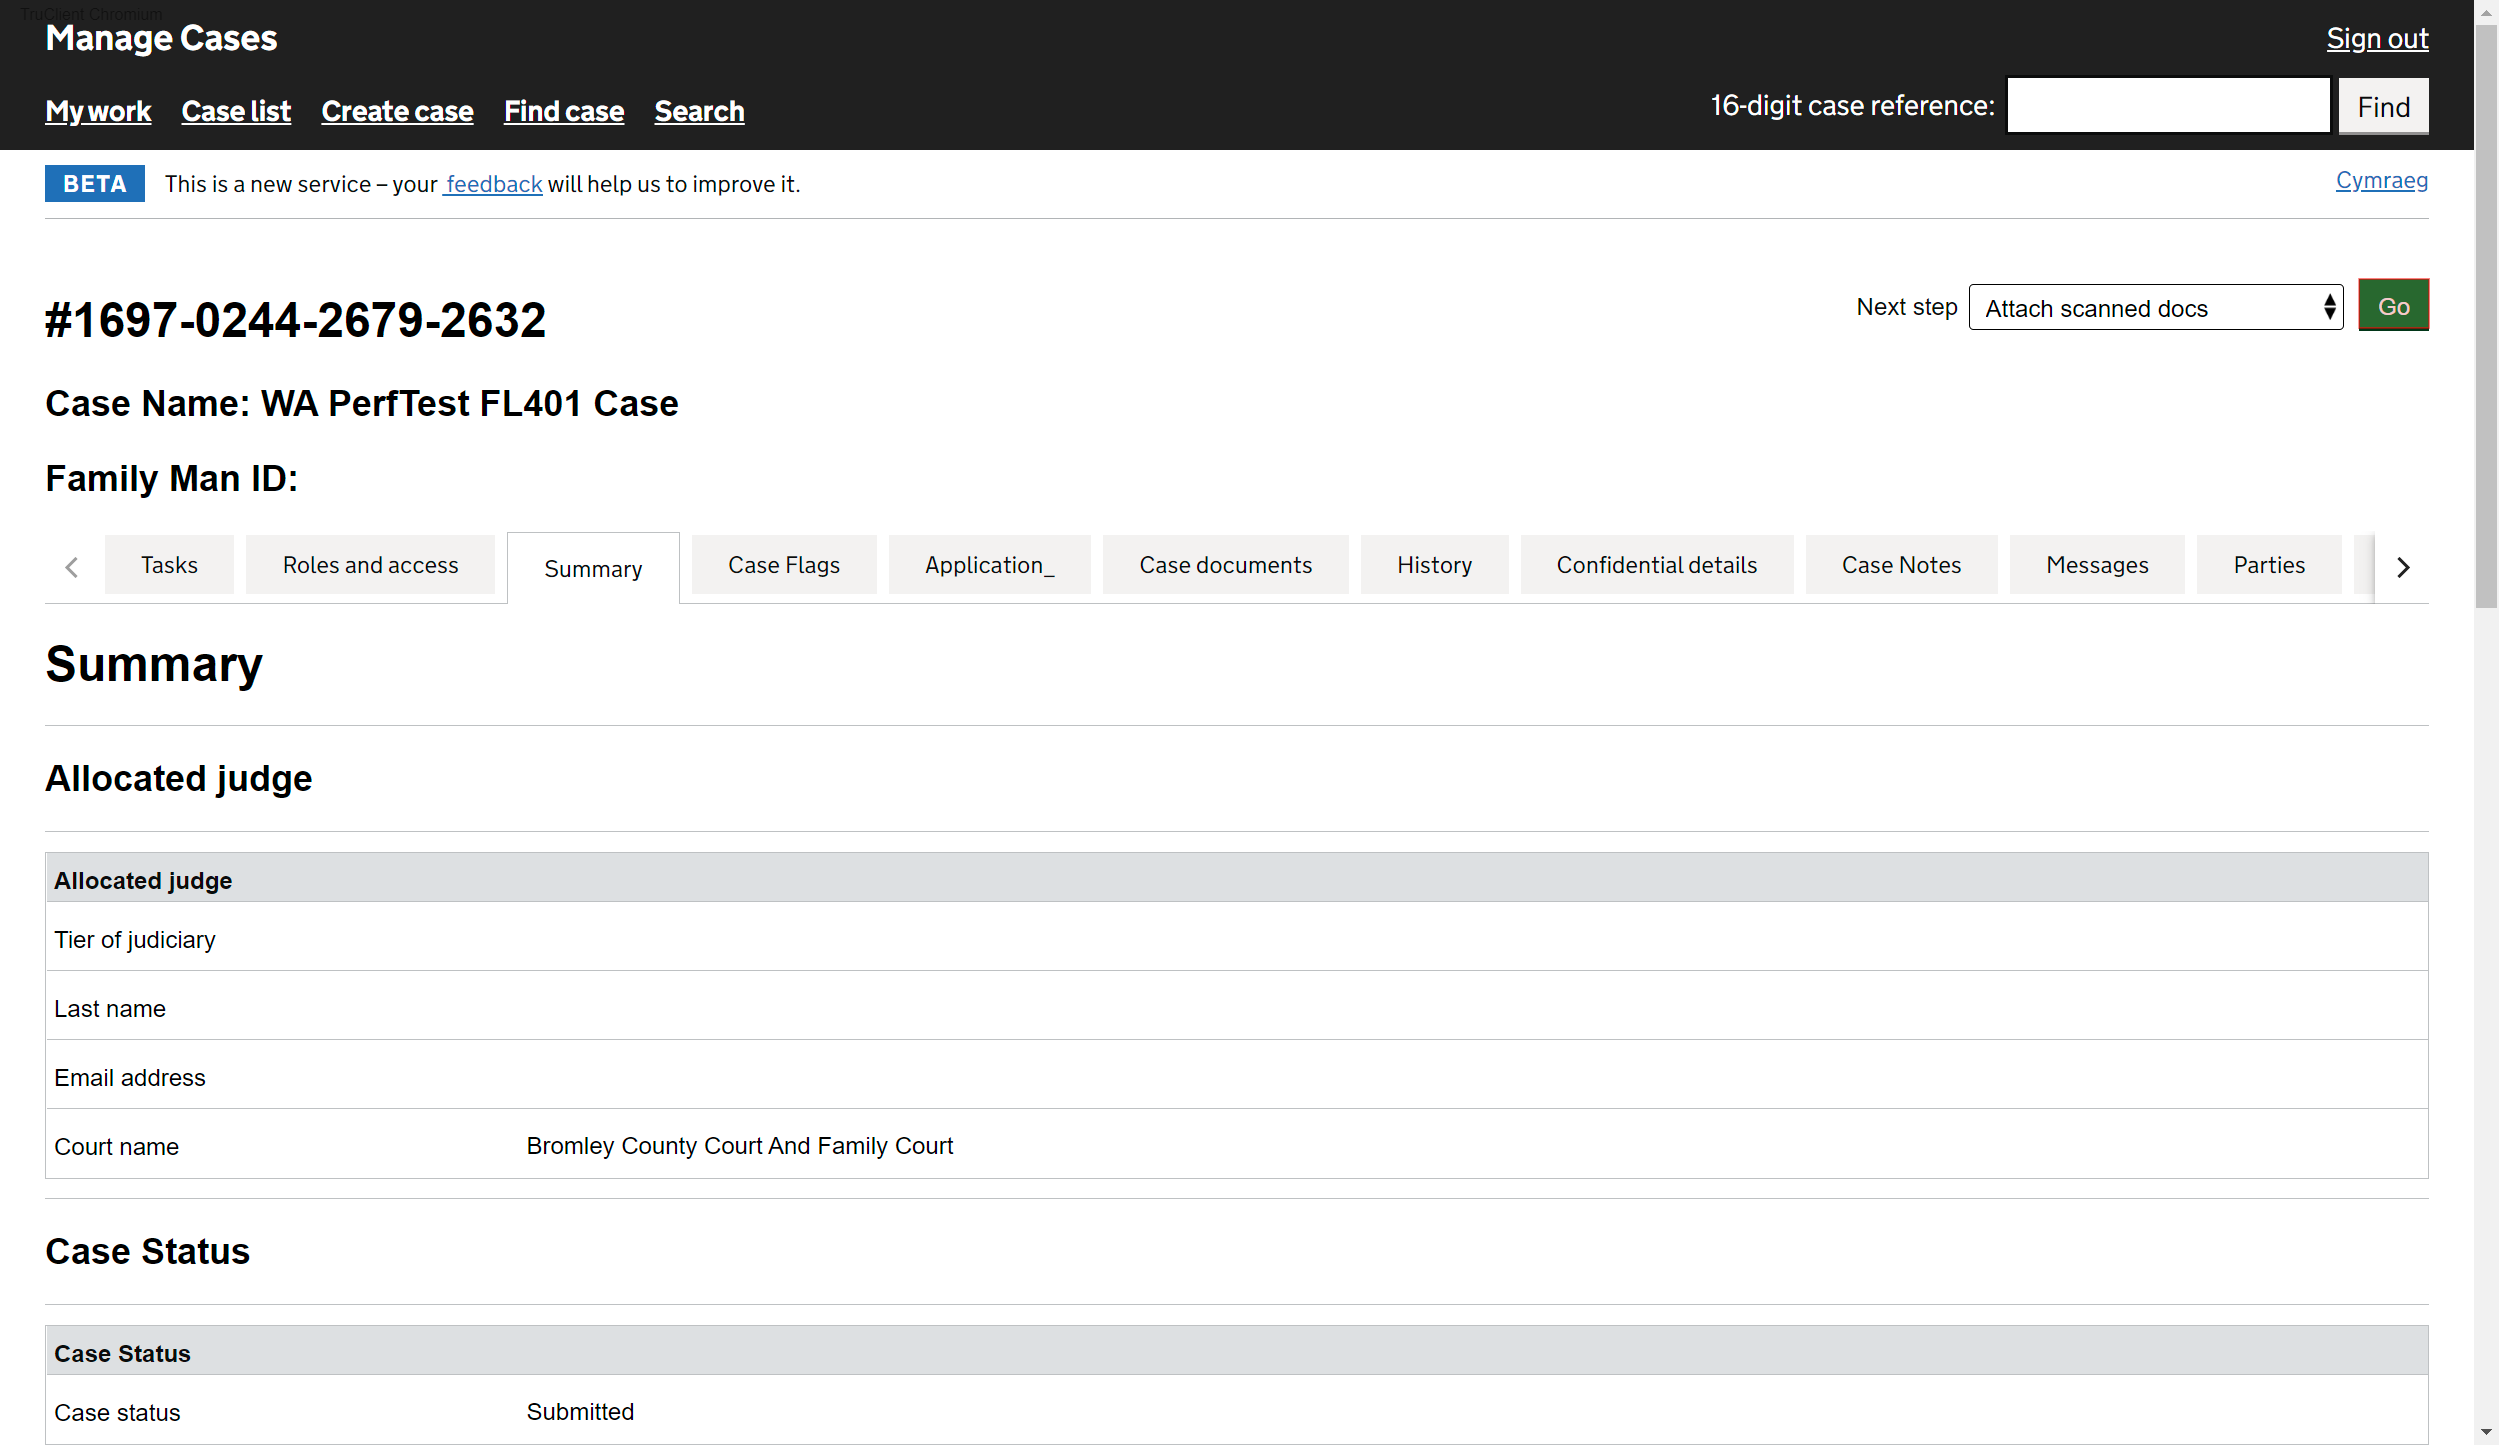 TruClient Chromium
Manage Cases
Sign out
My work Case list Create case Find case Search
16-digit case reference: Find
BETA This is a new service – your feedback will help us to improve it.
Cymraeg
#1697-0244-2679-2632
Next step Attach scanned docs Go
Case Name: WA PerfTest FL401 Case
Family Man ID:
Tasks Roles and access Summary Case Flags Application_ Case documents History Confidential details Case Notes Messages Parties
Summary
Allocated judge
Allocated judge
Tier of judiciary
Last name
Email address
Court name Bromley County Court And Family Court
Case Status
Case Status
Case status Submitted